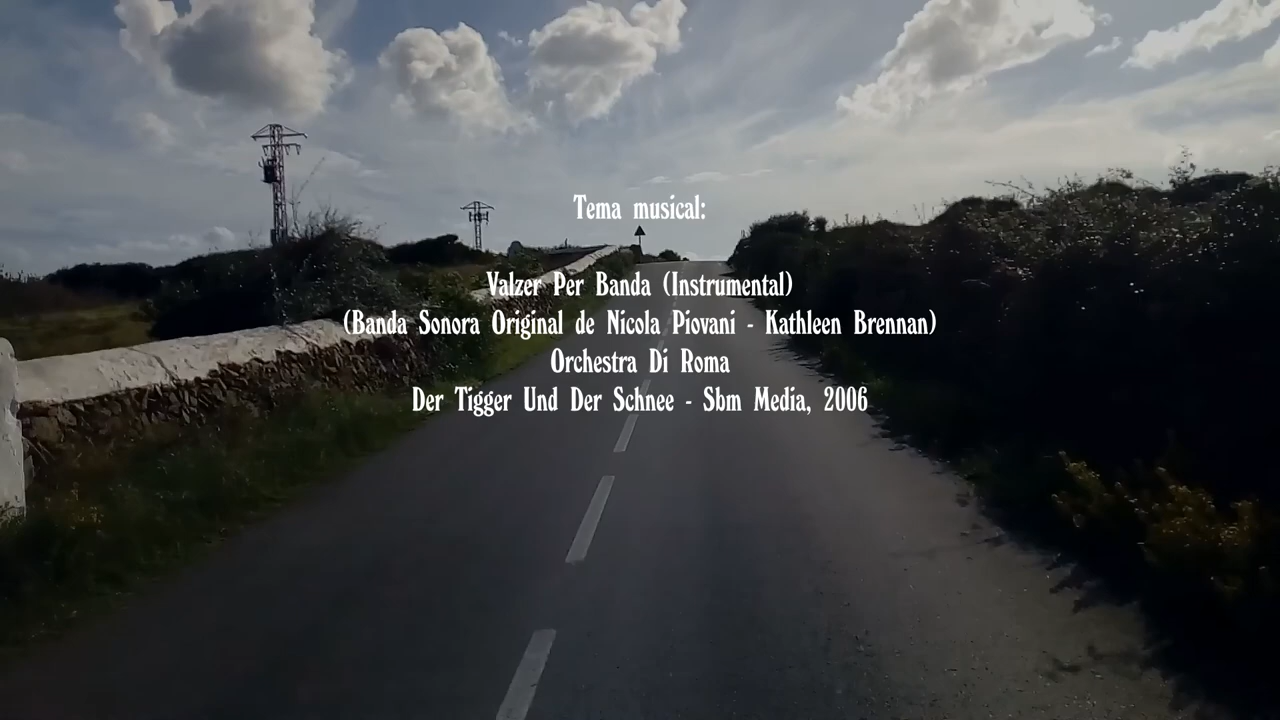 Tema musical:
Valzer Per Banda (Instrumental)
(Banda Sonora Original de Nicola Piovani - Kathleen Brennan)
Orchestra Di Roma
Der Tigger Und Der Schnee - Sbm Media, 2006